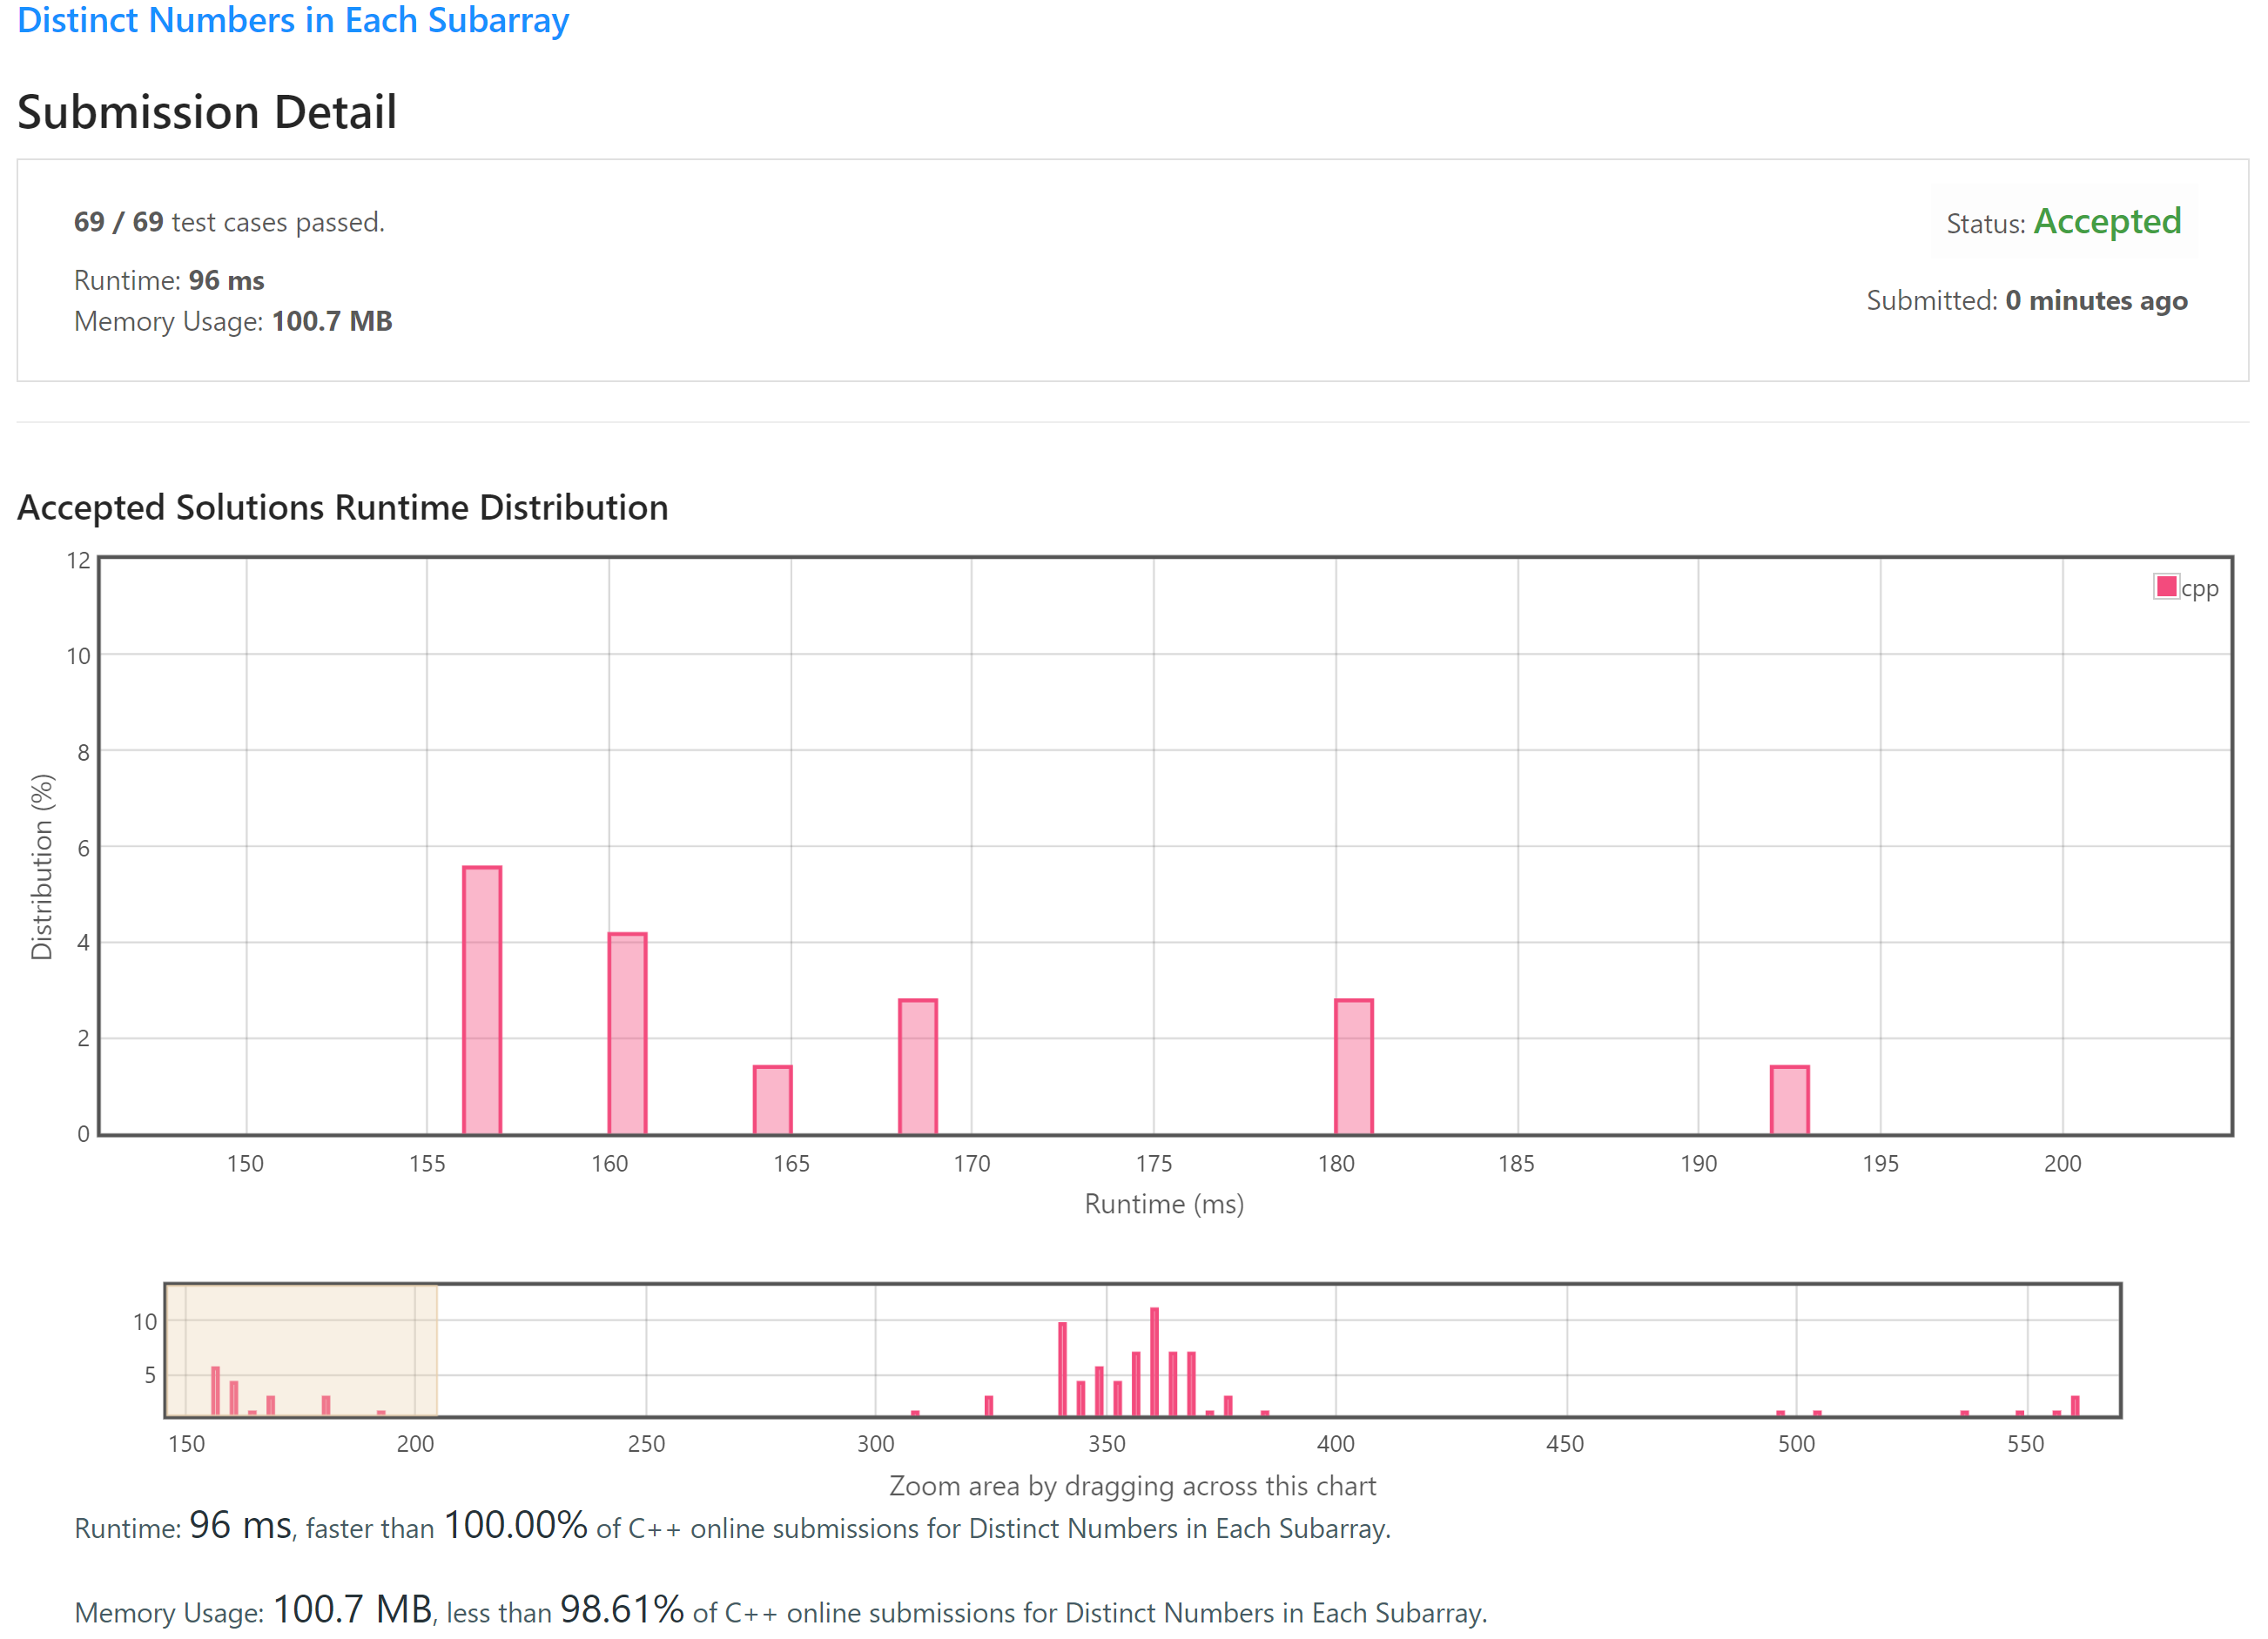 Distinct Numbers in Each Subarray
Submission Detail
69 / 69 test cases passed.
Status: Accepted
Runtime: 96 ms
Submitted: 0 minutes ago
Memory Usage: 100.7 MB
Accepted Solutions Runtime Distribution
12
10
8
6
4
2
0
Distribution (%)
cpp
150 155 160 165 170 175 180 185 190 195 200
Runtime (ms)
10
5
150 200 250 300 350 400 450 500 550
Zoom area by dragging across this chart
Runtime: 96 ms, faster than 100.00% of C++ online submissions for Distinct Numbers in Each Subarray.
Memory Usage: 100.7 MB, less than 98.61% of C++ online submissions for Distinct Numbers in Each Subarray.